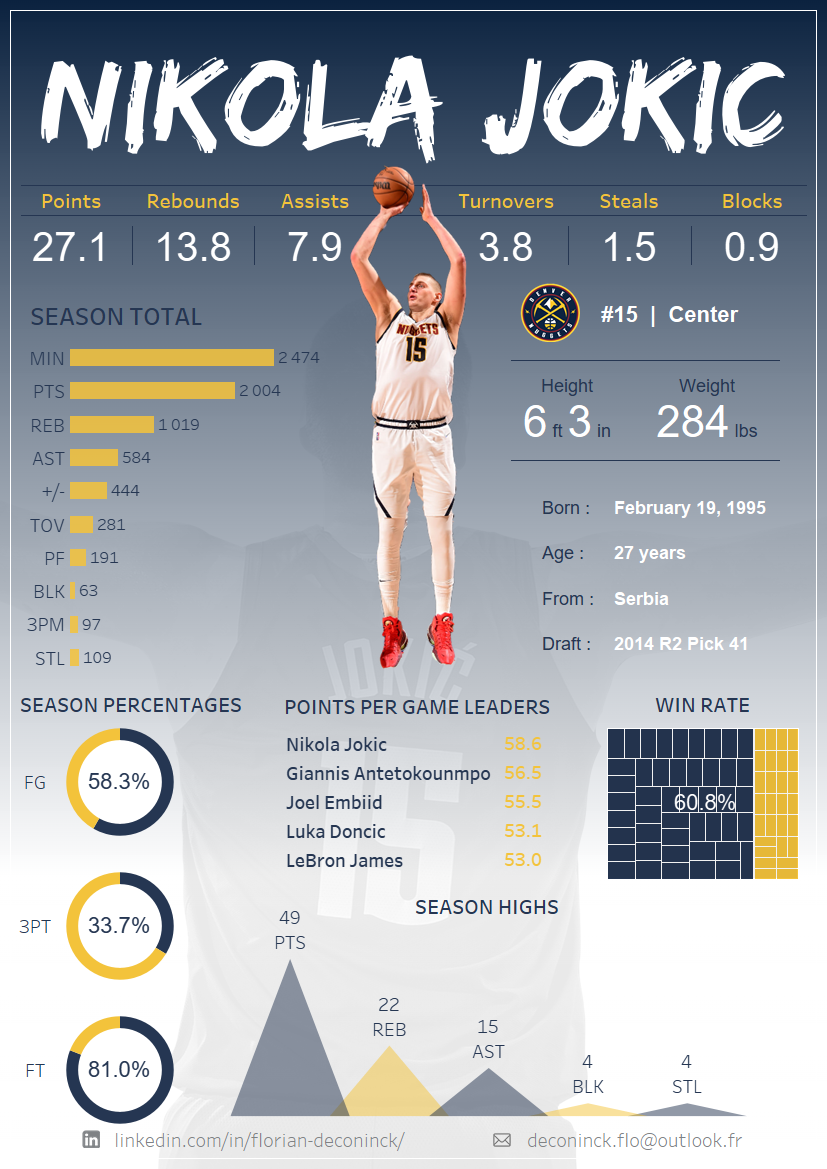 NIKOLA JOKIC
Points Rebounds Assists Turnovers Steals Blocks
27.1 13.8 7.9 3.8 1.5 0.9
SEASON TOTAL
MIN 2 474
PTS 2 004
REB 1 019
AST 584
+/- 444
TOV 281
PF 191
BLK 63
3PM 97
STL 109
NUGGETS
15
DENVER
NUGGETS
#15 | Center
Height Weight
6 ft 3 in 284 lbs
Born : February 19, 1995
Age : 27 years
From : Serbia
Draft : 2014 R2 Pick 41
JOKIĆ
15
SEASON PERCENTAGES
FG 58.3%
3PT 33.7%
FT 81.0%
POINTS PER GAME LEADERS
Nikola Jokic 58.6
Giannis Antetokounmpo 56.5
Joel Embiid 55.5
Luka Doncic 53.1
LeBron James 53.0
WIN RATE
60.8%
SEASON HIGHS
49
PTS
22
REB
15
AST
4
BLK
4
STL
linkedin.com/in/florian-deconinck/ deconinck.flo@outlook.fr